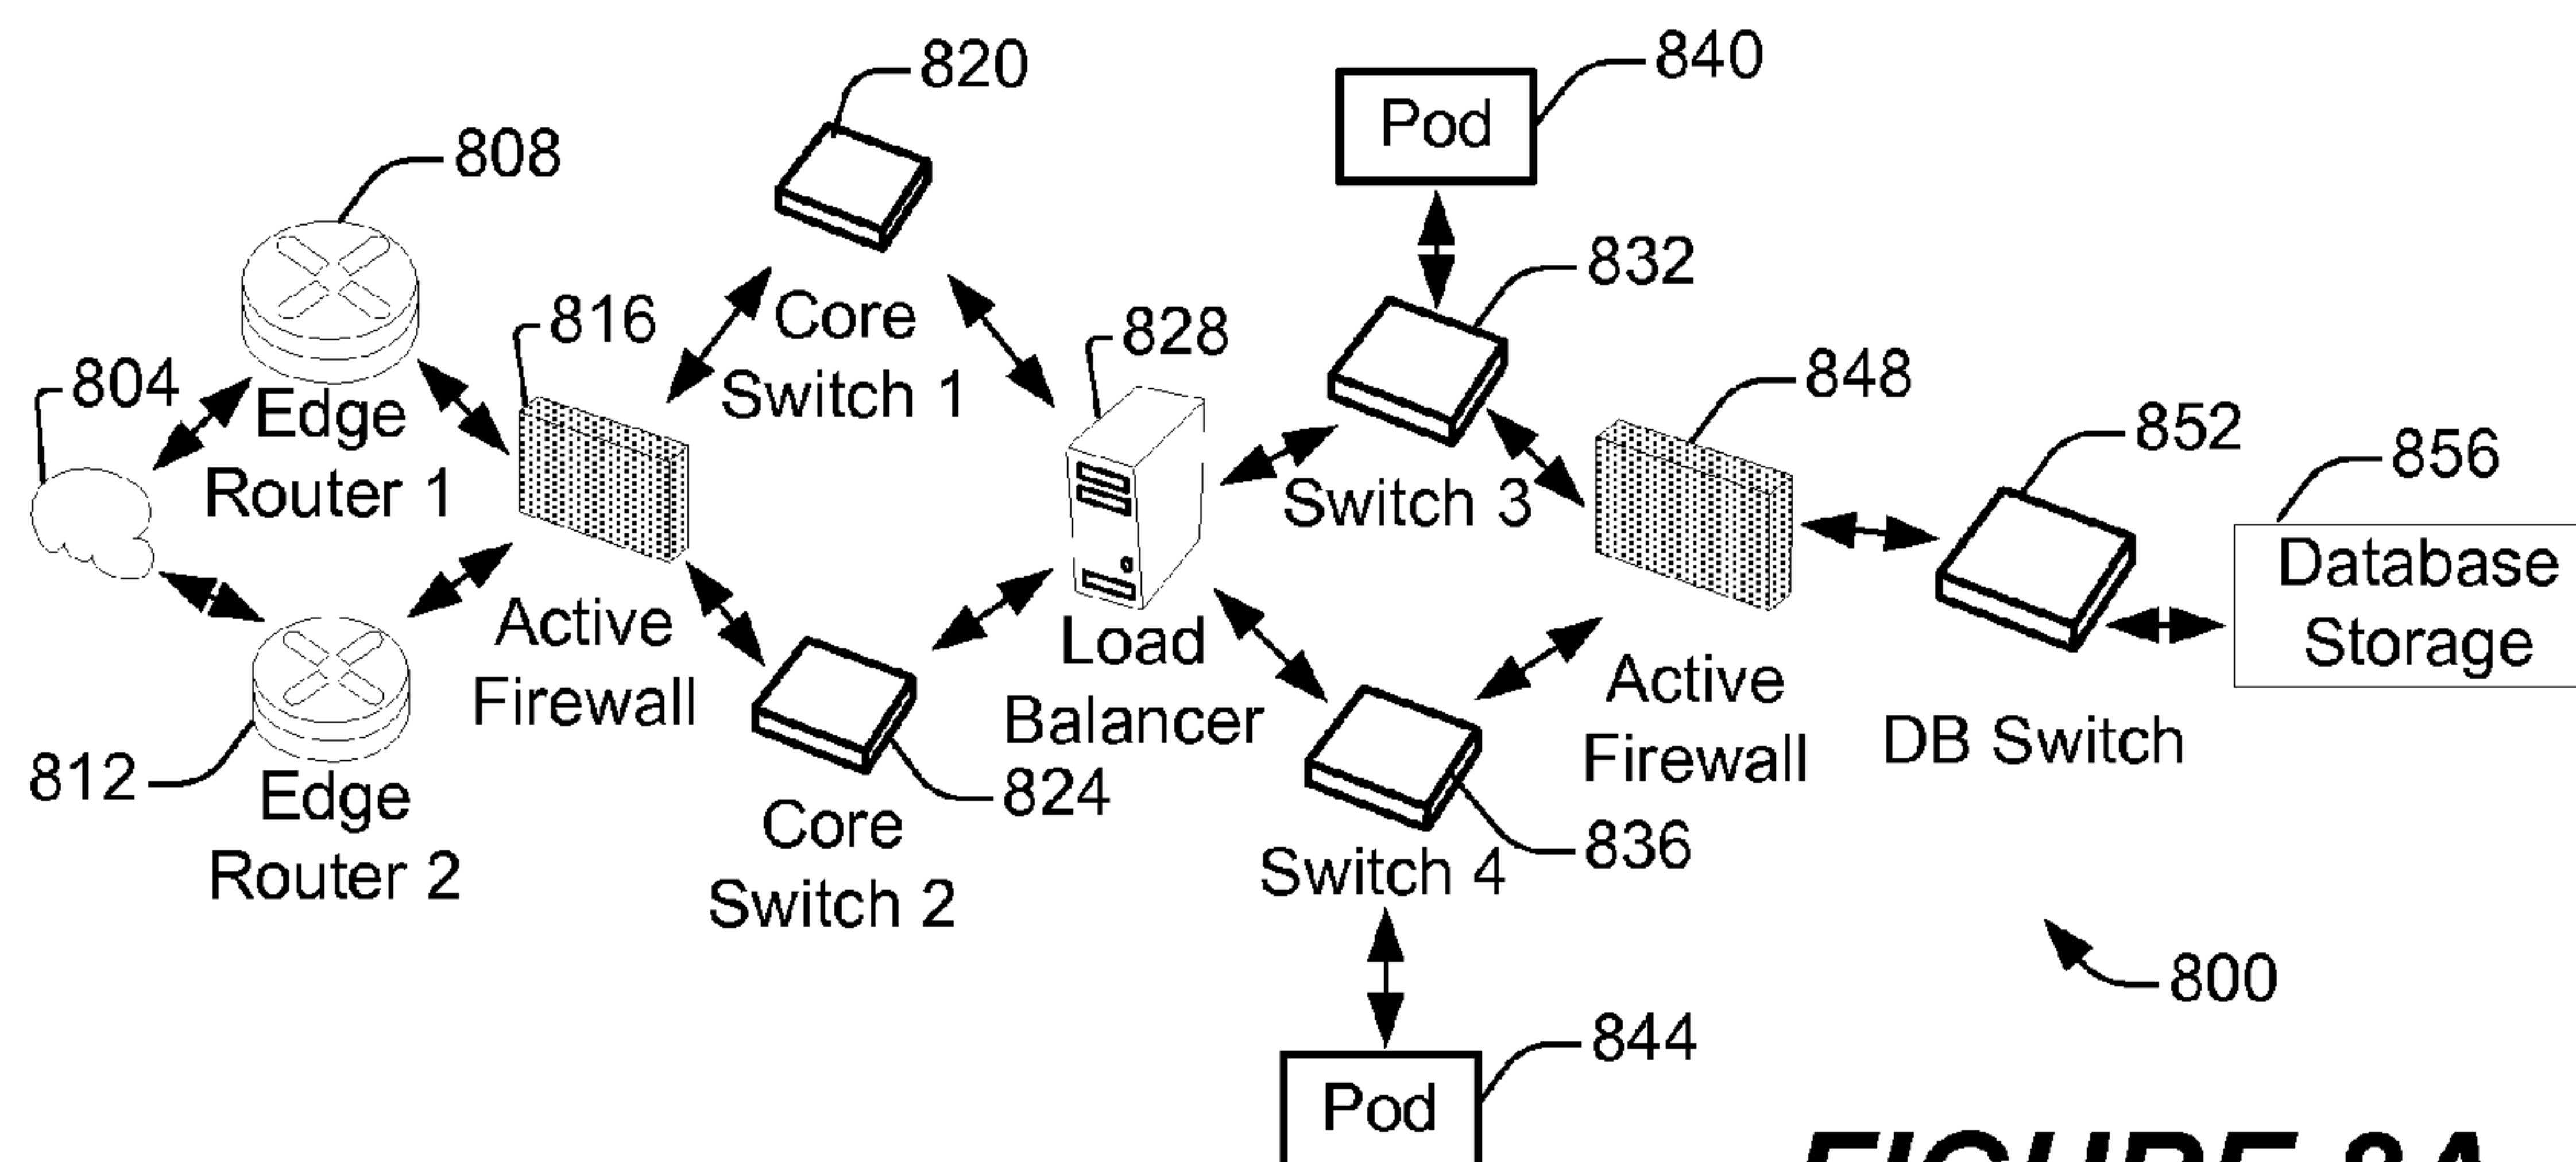 820
840
Pod
808
832
816
Core
Switch 1
828
848
804
Edge
Router 1
852
856
Switch 3
Database
Storage
Active
Firewall
Load
Balancer
Active
Firewall
DB Switch
812
Edge
Router 2
824
Core
Switch 2
836
Switch 4
800
844
Pod
FIGURE 8A